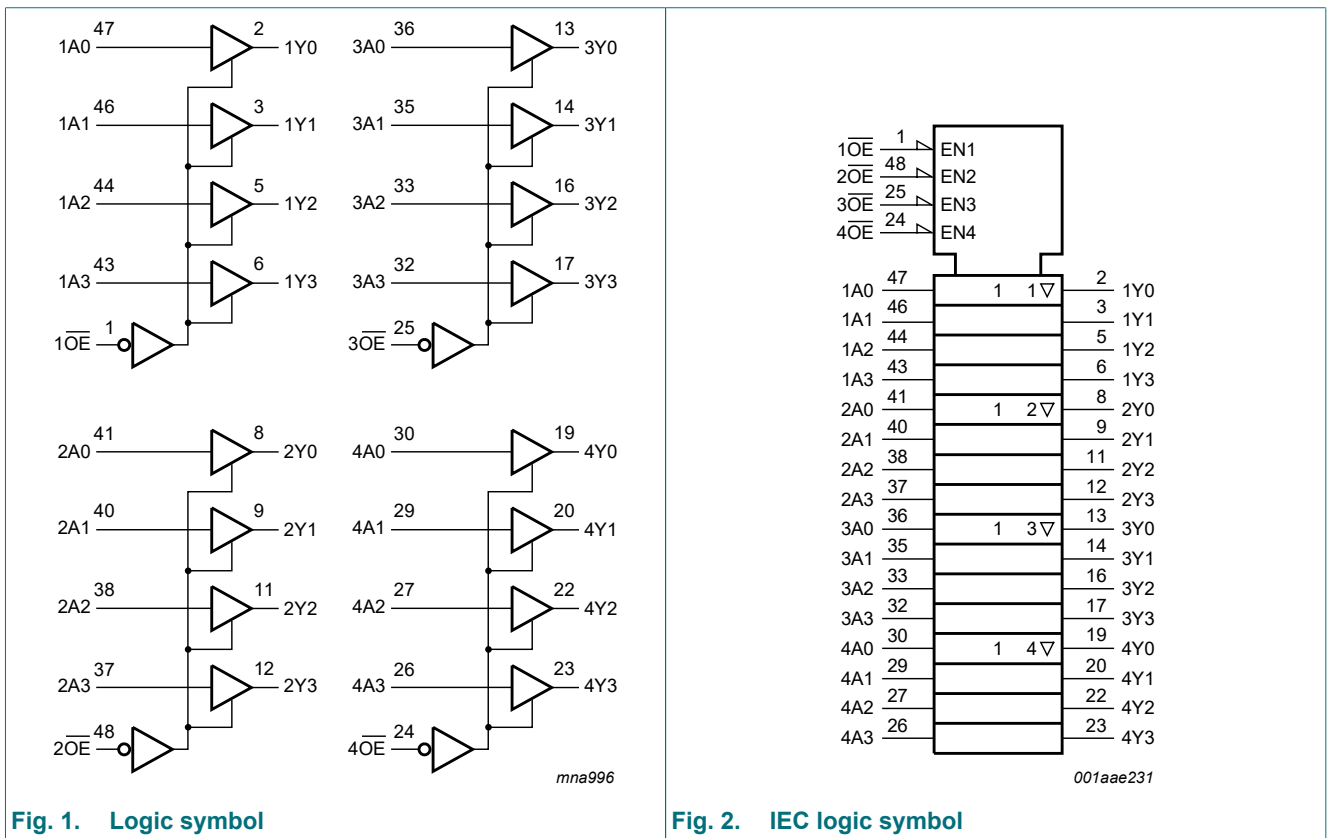 47 2 36 13
1A0 1Y0 3A0 3Y0
46 3 35 14
1A1 1Y1 3A1 3Y1
44 5 33 16
1A2 1Y2 3A2 3Y2
43 6 32 17
1A3 1Y3 3A3 3Y3
1 25
1O̅E̅ 3O̅E̅
41 8 30 19
2A0 2Y0 4A0 4Y0
40 9 29 20
2A1 2Y1 4A1 4Y1
38 11 27 22
2A2 2Y2 4A2 4Y2
37 12 26 23
2A3 2Y3 4A3 4Y3
48 24
2O̅E̅ 4O̅E̅
mna996
Fig. 1. Logic symbol
1O̅E̅ 1 EN1
2O̅E̅ 48 EN2
3O̅E̅ 25 EN3
4O̅E̅ 24 EN4
1A0 47 1 1▽ 2 1Y0
1A1 46 3 1Y1
1A2 44 5 1Y2
1A3 43 6 1Y3
2A0 41 1 2▽ 8 2Y0
2A1 40 9 2Y1
2A2 38 11 2Y2
2A3 37 12 2Y3
3A0 36 1 3▽ 13 3Y0
3A1 35 14 3Y1
3A2 33 16 3Y2
3A3 32 17 3Y3
4A0 30 1 4▽ 19 4Y0
4A1 29 20 4Y1
4A2 27 22 4Y2
4A3 26 23 4Y3
001aae231
Fig. 2. IEC logic symbol